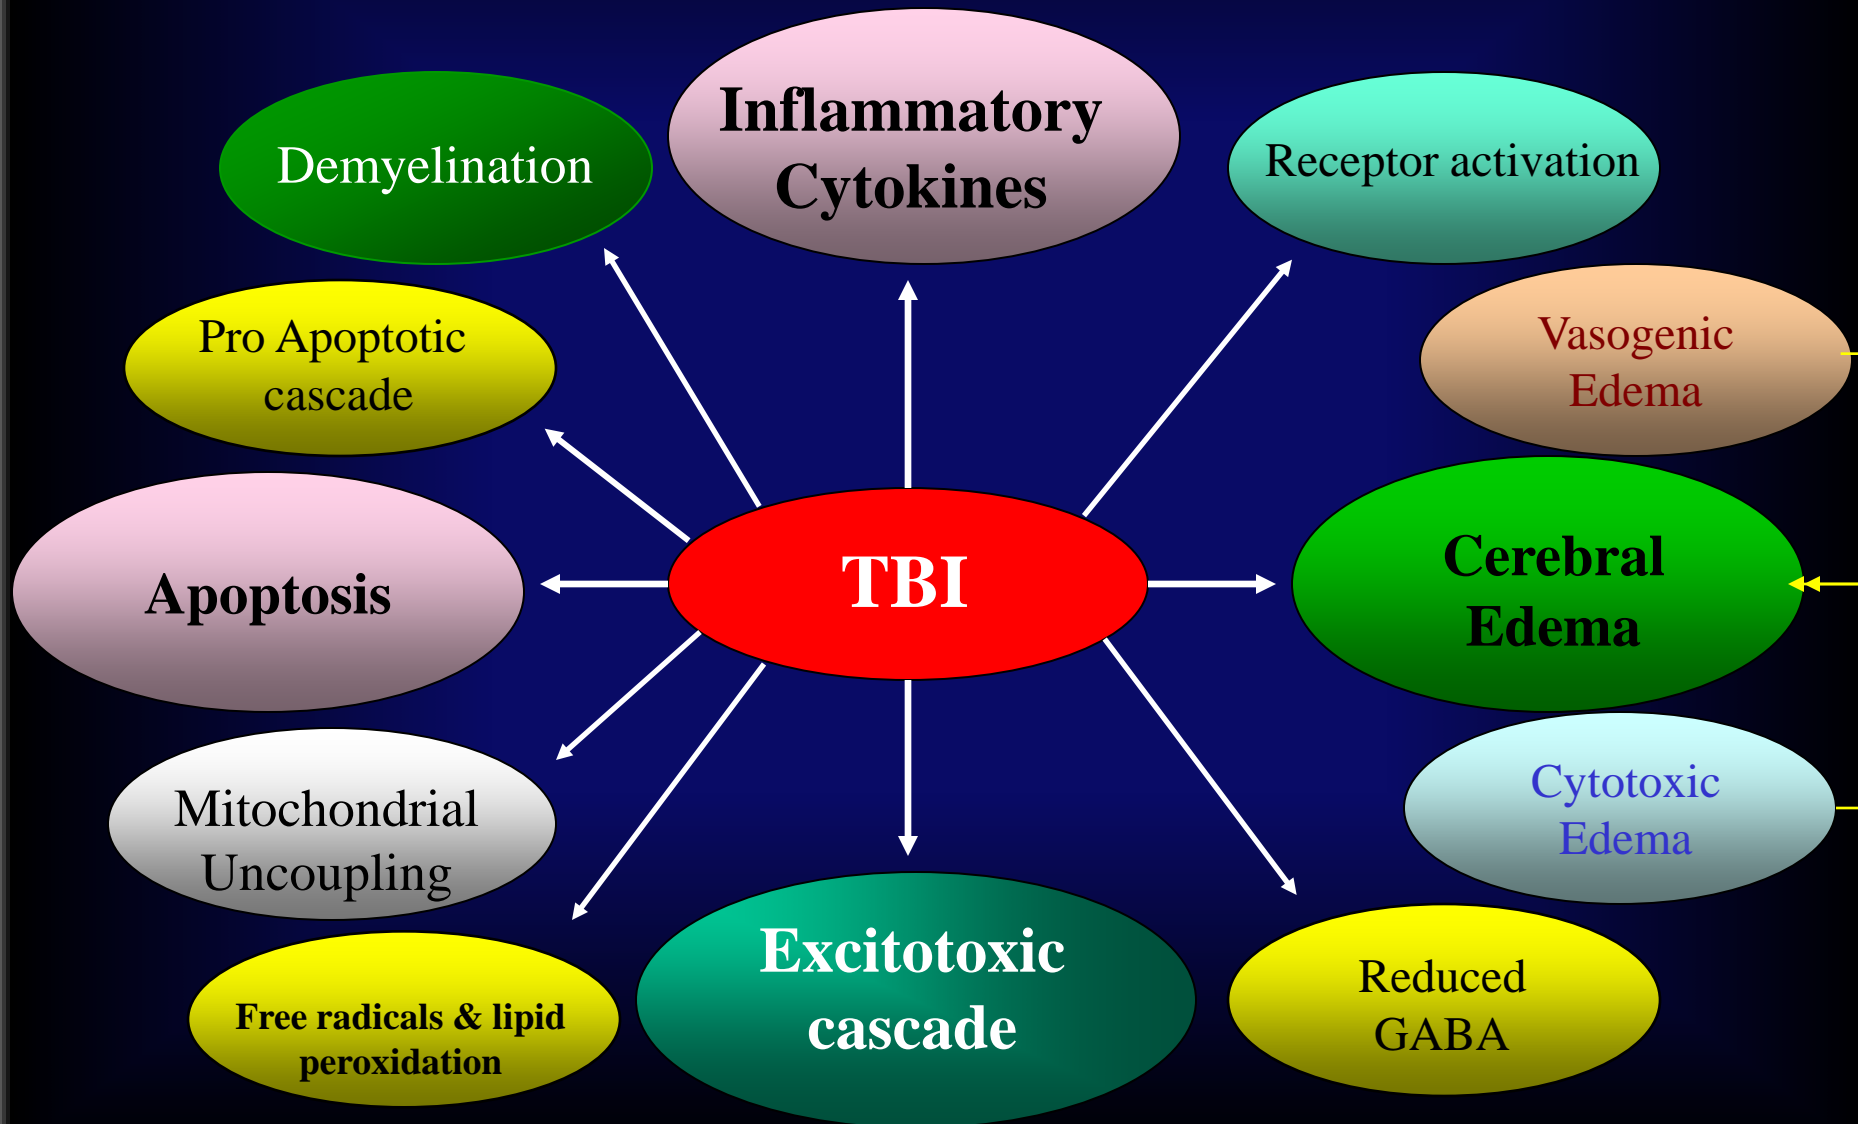 Inflammatory
Cytokines
Demyelination
Receptor activation
Pro Apoptotic
cascade
Vasogenic
Edema
Apoptosis
TBI
Cerebral
Edema
Mitochondrial
Uncoupling
Cytotoxic
Edema
Free radicals & lipid
peroxidation
Excitotoxic
cascade
Reduced
GABA